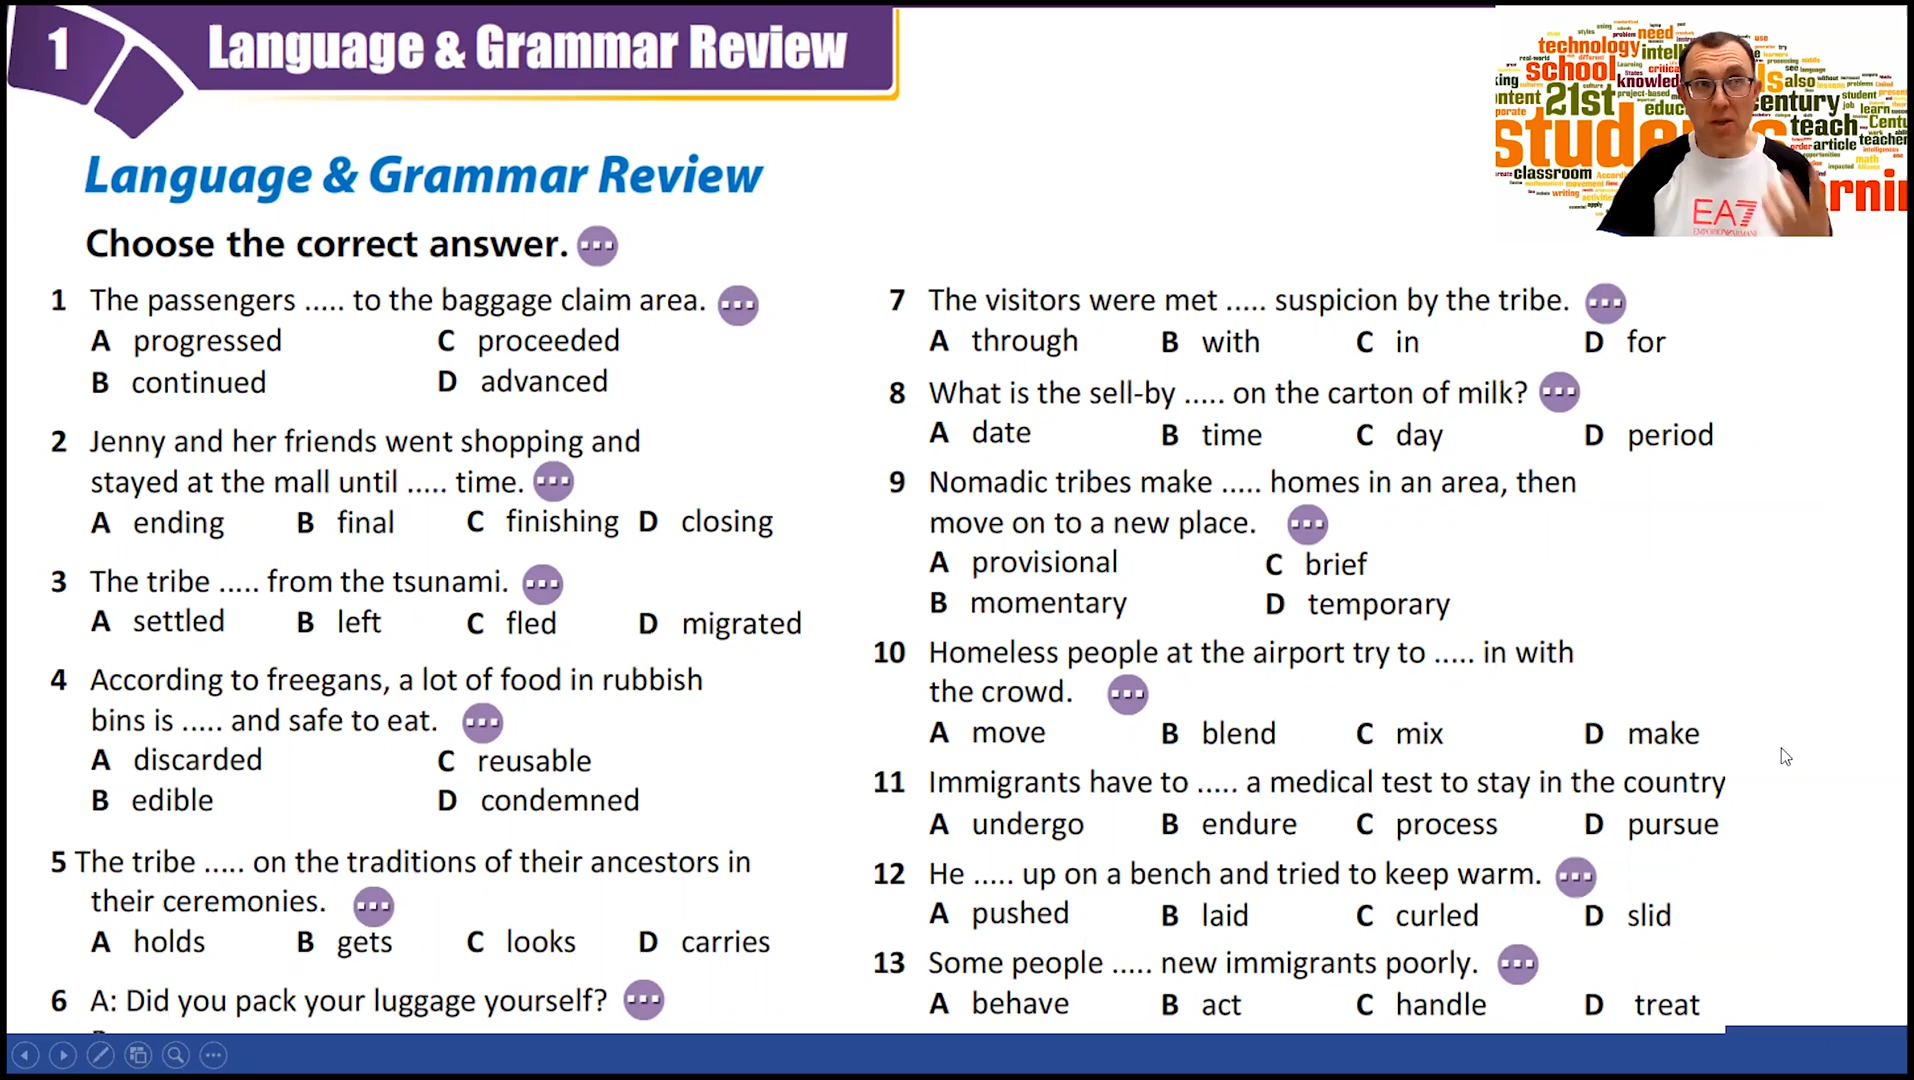 1 Language & Grammar Review
Language & Grammar Review
Choose the correct answer.
1 The passengers ..... to the baggage claim area.
A progressed C proceeded
B continued D advanced
2 Jenny and her friends went shopping and
stayed at the mall until ..... time.
A ending B final C finishing D closing
3 The tribe ..... from the tsunami.
A settled B left C fled D migrated
4 According to freegans, a lot of food in rubbish
bins is ..... and safe to eat.
A discarded C reusable
B edible D condemned
5 The tribe ..... on the traditions of their ancestors in
their ceremonies.
A holds B gets C looks D carries
6 A: Did you pack your luggage yourself?
7 The visitors were met ..... suspicion by the tribe.
A through B with C in D for
8 What is the sell-by ..... on the carton of milk?
A date B time C day D period
9 Nomadic tribes make ..... homes in an area, then
move on to a new place.
A provisional C brief
B momentary D temporary
10 Homeless people at the airport try to ..... in with
the crowd.
A move B blend C mix D make
11 Immigrants have to ..... a medical test to stay in the country
A undergo B endure C process D pursue
12 He ..... up on a bench and tried to keep warm.
A pushed B laid C curled D slid
13 Some people ..... new immigrants poorly.
A behave B act C handle D treat
need
technology
school
21st
also
century
student
learn
teach
teacher
article
classroom
math
writing
EA7